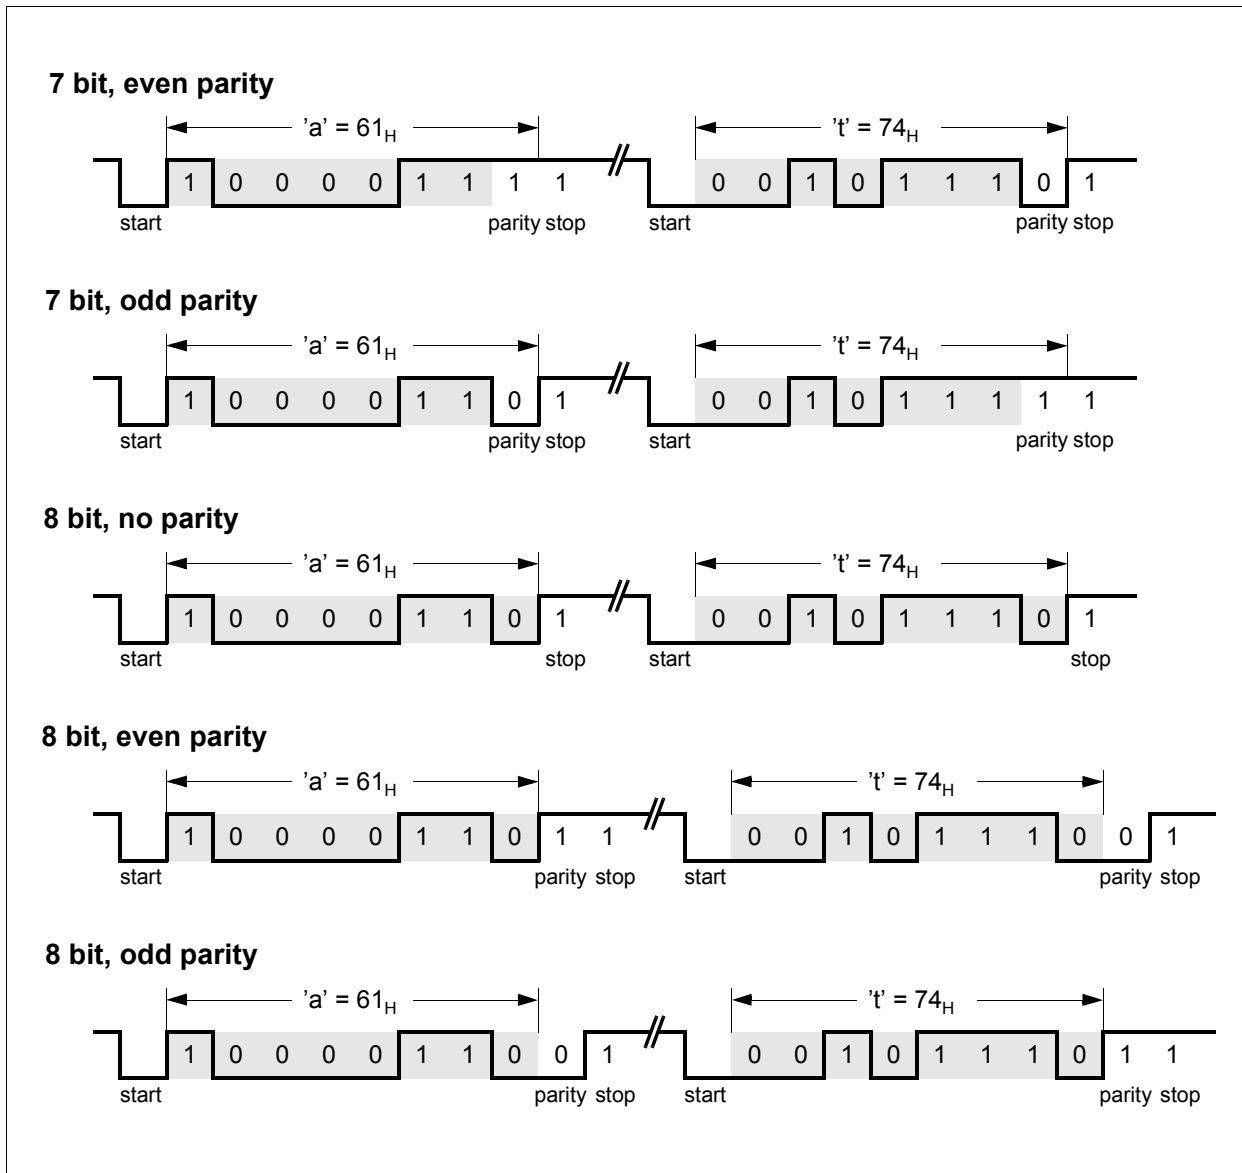 7 bit, even parity
’a’ = 61H ’t’ = 74H
1 0 0 0 0 1 1 1 1 0 0 1 0 1 1 1 0 1
start parity stop start parity stop
7 bit, odd parity
’a’ = 61H ’t’ = 74H
1 0 0 0 0 1 1 0 1 0 0 1 0 1 1 1 1 1
start parity stop start parity stop
8 bit, no parity
’a’ = 61H ’t’ = 74H
1 0 0 0 0 1 1 0 1 0 0 1 0 1 1 1 0 1
start stop start stop
8 bit, even parity
’a’ = 61H ’t’ = 74H
1 0 0 0 0 1 1 0 1 1 0 0 1 0 1 1 1 0 0 1
start parity stop start parity stop
8 bit, odd parity
’a’ = 61H ’t’ = 74H
1 0 0 0 0 1 1 0 0 1 0 0 1 0 1 1 1 0 1 1
start parity stop start parity stop